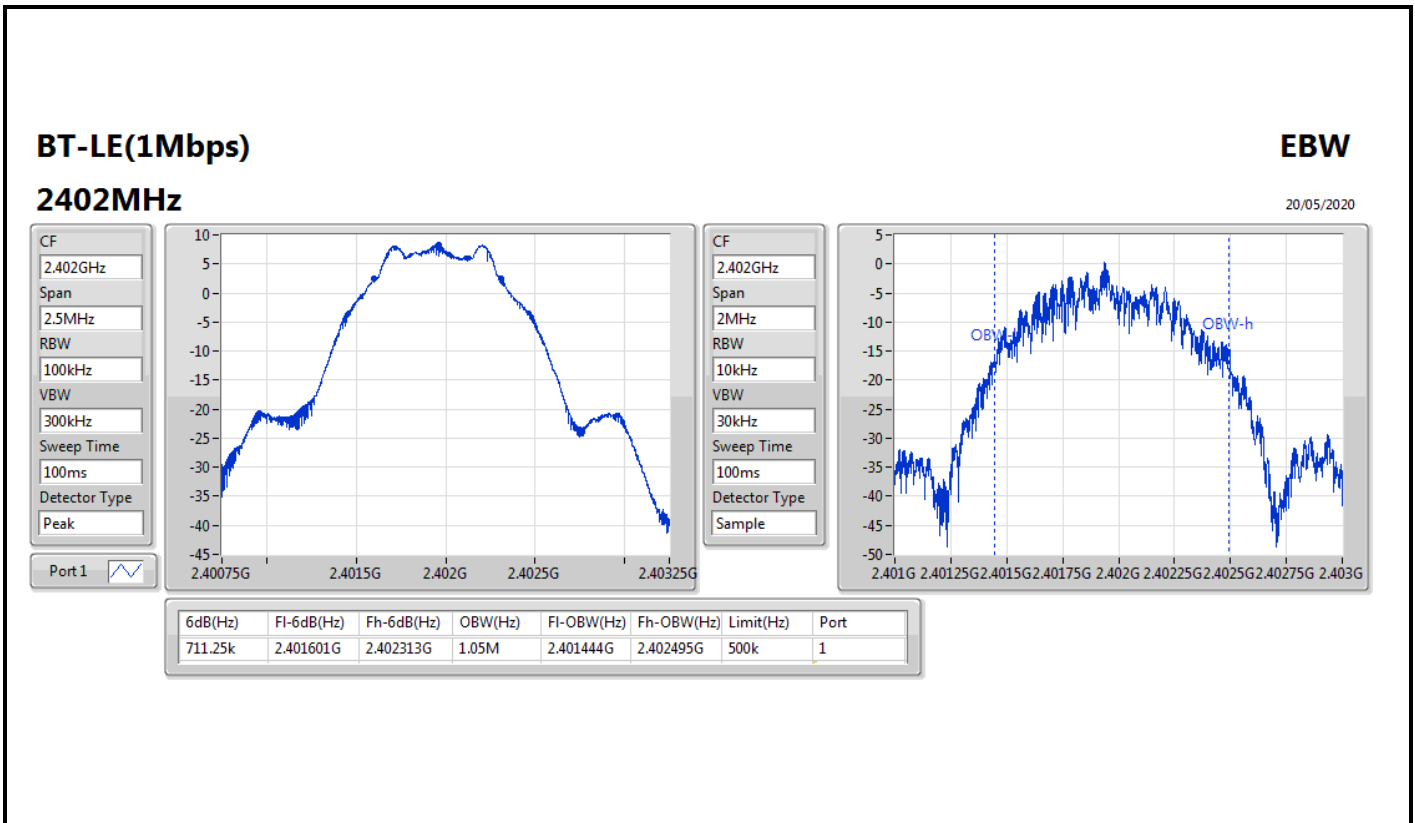 BT-LE(1Mbps)
EBW
2402MHz
20/05/2020
CF
2.402GHz
Span
2.5MHz
RBW
100kHz
VBW
300kHz
Sweep Time
100ms
Detector Type
Peak
Port 1
10
5
0
-5
-10
-15
-20
-25
-30
-35
-40
-45
2.40075G 2.4015G 2.402G 2.4025G 2.40325G
CF
2.402GHz
Span
2MHz
RBW
10kHz
VBW
30kHz
Sweep Time
100ms
Detector Type
Sample
5
0
-5
-10
-15
-20
-25
-30
-35
-40
-45
-50
OBW-h
2.401G 2.40125G 2.4015G 2.40175G 2.402G 2.40225G 2.4025G 2.40275G 2.403G
6dB(Hz) Fl-6dB(Hz) Fh-6dB(Hz) OBW(Hz) Fl-OBW(Hz) Fh-OBW(Hz) Limit(Hz) Port
711.25k 2.401601G 2.402313G 1.05M 2.401444G 2.402495G 500k 1